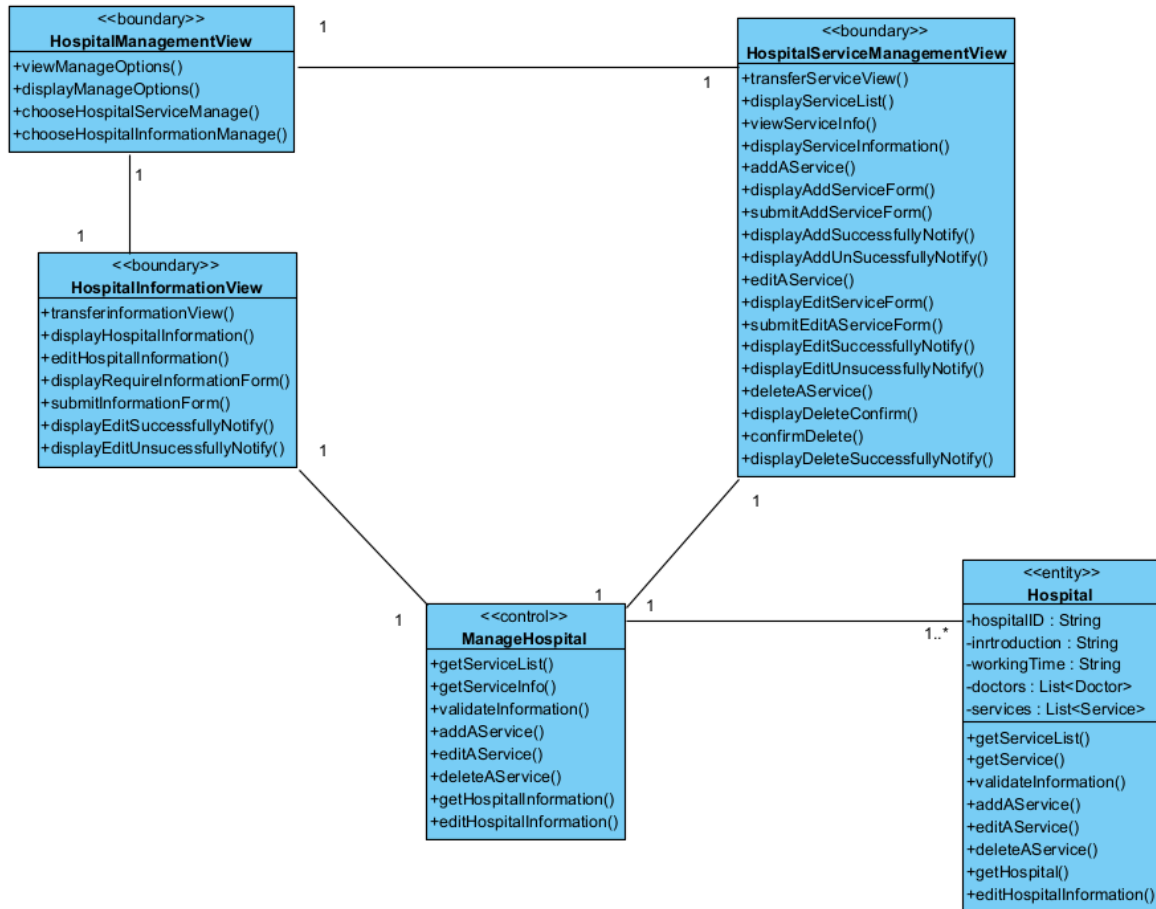 <<boundary>>
HospitalManagementView
+viewManageOptions()
+displayManageOptions()
+chooseHospitalServiceManage()
+chooseHospitalInformationManage()
1
1
<<boundary>>
HospitalServiceManagementView
+transferServiceView()
+displayServiceList()
+viewServiceInfo()
+displayServiceInformation()
+addAService()
+displayAddServiceForm()
+submitAddServiceForm()
+displayAddSuccessfullyNotify()
+displayAddUnSucessfullyNotify()
+editAService()
+displayEditServiceForm()
+submitEditAServiceForm()
+displayEditSuccessfullyNotify()
+displayEditUnsucessfullyNotify()
+deleteAService()
+displayDeleteConfirm()
+confirmDelete()
+displayDeleteSuccessfullyNotify()
1
1
<<boundary>>
HospitalInformationView
+transferinformationView()
+displayHospitalInformation()
+editHospitalInformation()
+displayRequireInformationForm()
+submitInformationForm()
+displayEditSuccessfullyNotify()
+displayEditUnsucessfullyNotify()
1
1
1
1
1
1..*
<<control>>
ManageHospital
+getServiceList()
+getServiceInfo()
+validateInformation()
+addAService()
+editAService()
+deleteAService()
+getHospitalInformation()
+editHospitalInformation()
<<entity>>
Hospital
-hospitalID : String
-inrtroduction : String
-workingTime : String
-doctors : List<Doctor>
-services : List<Service>
+getServiceList()
+getService()
+validateInformation()
+addAService()
+editAService()
+deleteAService()
+getHospital()
+editHospitalInformation()